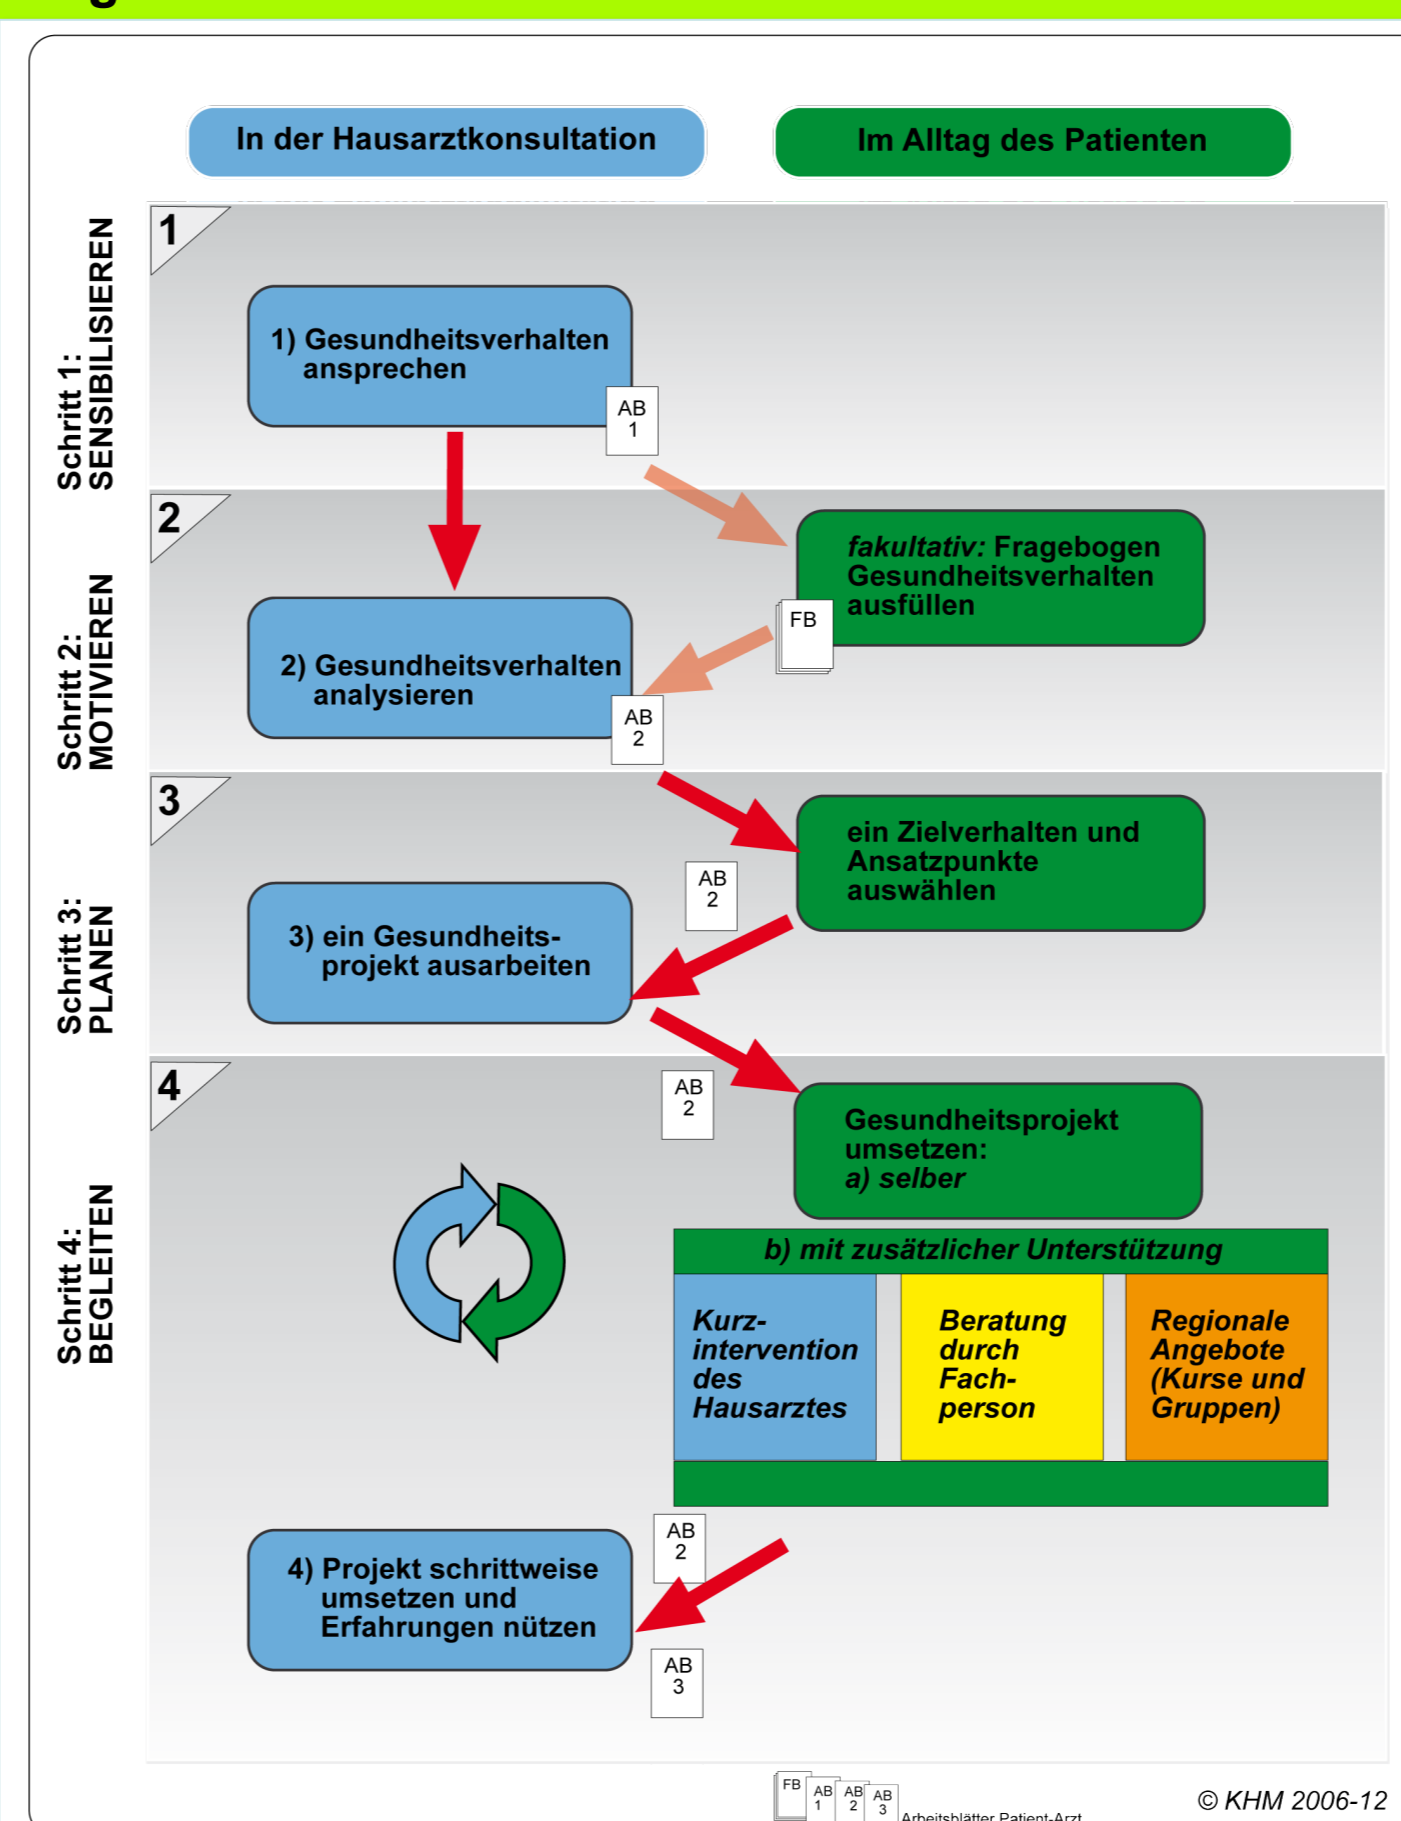 In der Hausarztkonsultation
Im Alltag des Patienten
Schritt 1:
SENSIBILISIEREN
1
1) Gesundheitsverhalten
ansprechen
AB
1
Schritt 2:
MOTIVIEREN
2
fakultativ: Fragebogen
Gesundheitsverhalten
ausfüllen
FB
2) Gesundheitsverhalten
analysieren
AB
2
Schritt 3:
PLANEN
3
ein Zielverhalten und
Ansatzpunkte
auswählen
AB
2
3) ein Gesundheits-
projekt ausarbeiten
Schritt 4:
BEGLEITEN
4
AB
2
Gesundheitsprojekt
umsetzen:
a) selber
b) mit zusätzlicher Unterstützung
Kurz-
intervention
des
Hausarztes
Beratung
durch
Fach-
person
Regionale
Angebote
(Kurse und
Gruppen)
AB
2
4) Projekt schrittweise
umsetzen und
Erfahrungen nützen
AB
3
FB
AB
1
AB
2
AB
3
Arbeitsblätter Patient-Arzt
© KHM 2006-12